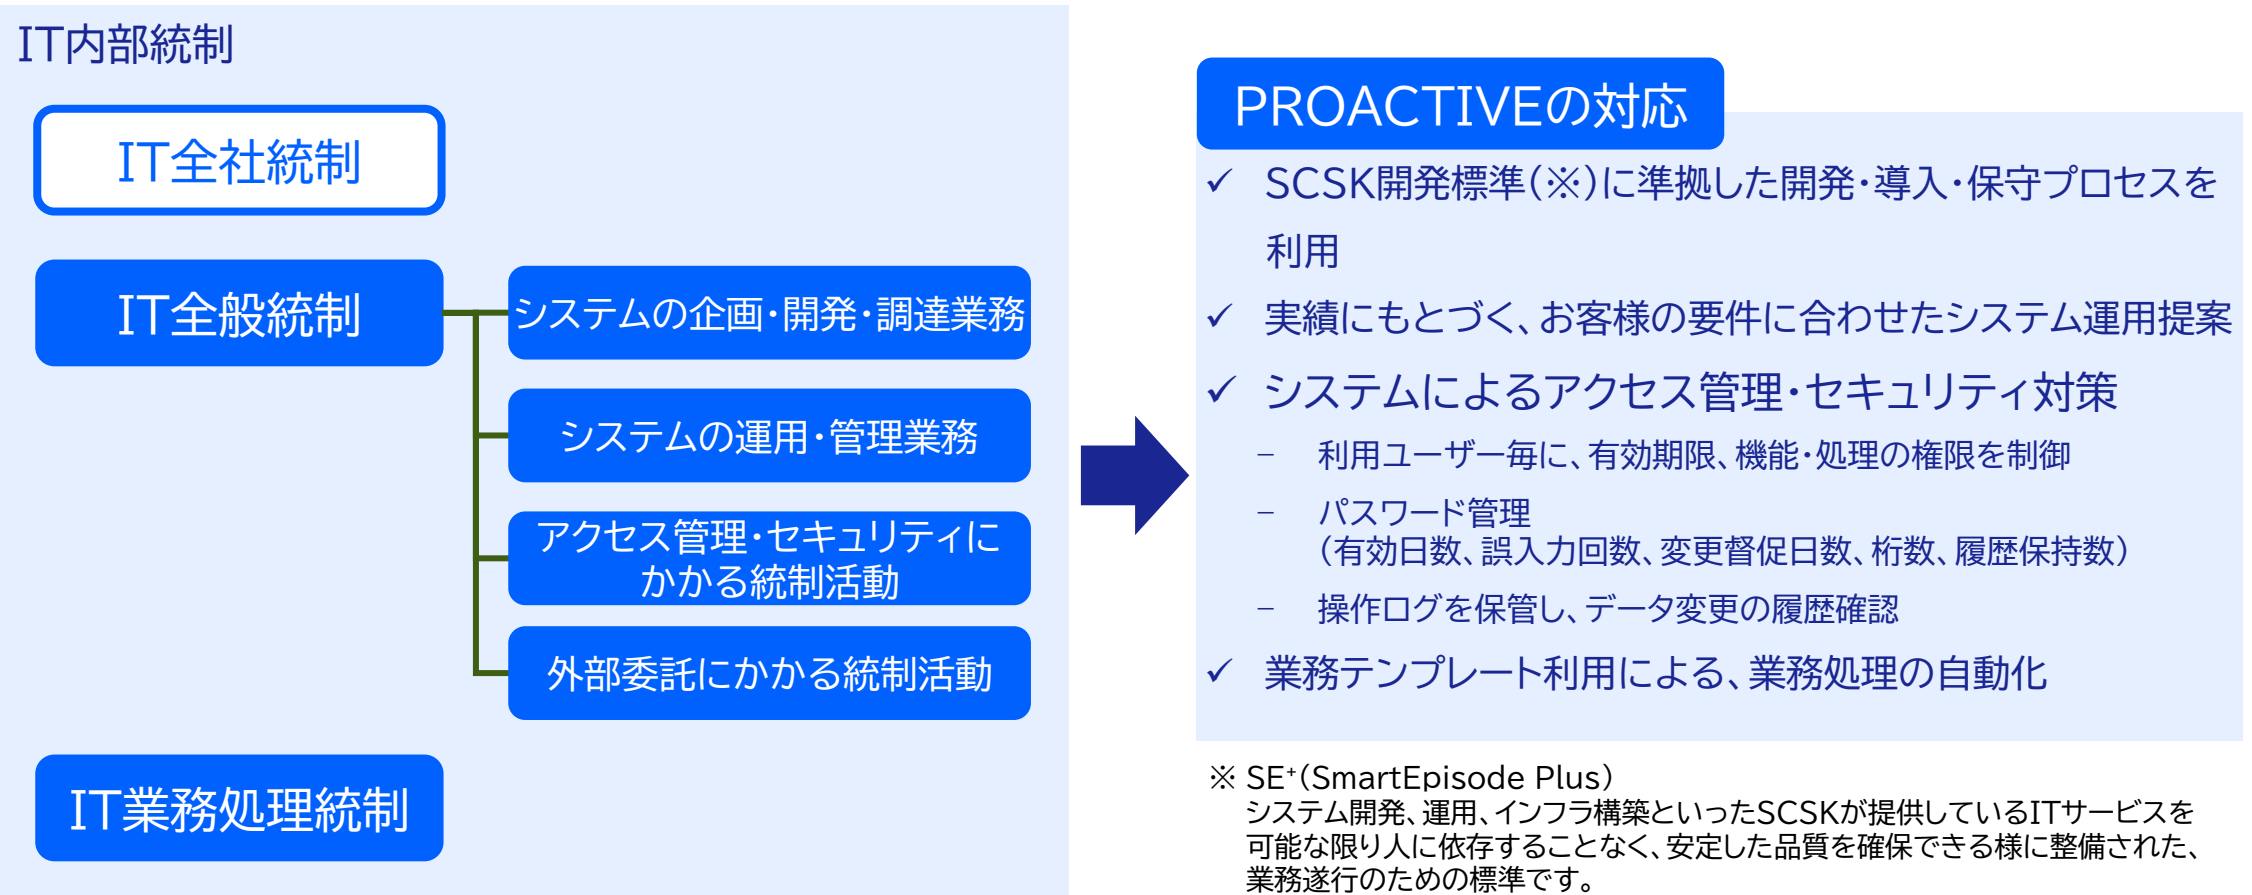 IT内部統制
IT全社統制
IT全般統制
システムの企画・開発・調達業務
システムの運用・管理業務
アクセス管理・セキュリティに
かかる統制活動
外部委託にかかる統制活動
IT業務処理統制
PROACTIVEの対応
✓ SCSK開発標準(※)に準拠した開発・導入・保守プロセスを
利用
✓ 実績にもとづく、お客様の要件に合わせたシステム運用提案
✓ システムによるアクセス管理・セキュリティ対策
– 利用ユーザー毎に、有効期限、機能・処理の権限を制御
– パスワード管理
(有効日数、誤入力回数、変更督促日数、桁数、履歴保持数)
– 操作ログを保管し、データ変更の履歴確認
✓ 業務テンプレート利用による、業務処理の自動化
※ SE⁺(SmartEpisode Plus)
システム開発、運用、インフラ構築といったSCSKが提供しているITサービスを
可能な限り人に依存することなく、安定した品質を確保できる様に整備された、
業務遂行のための標準です。